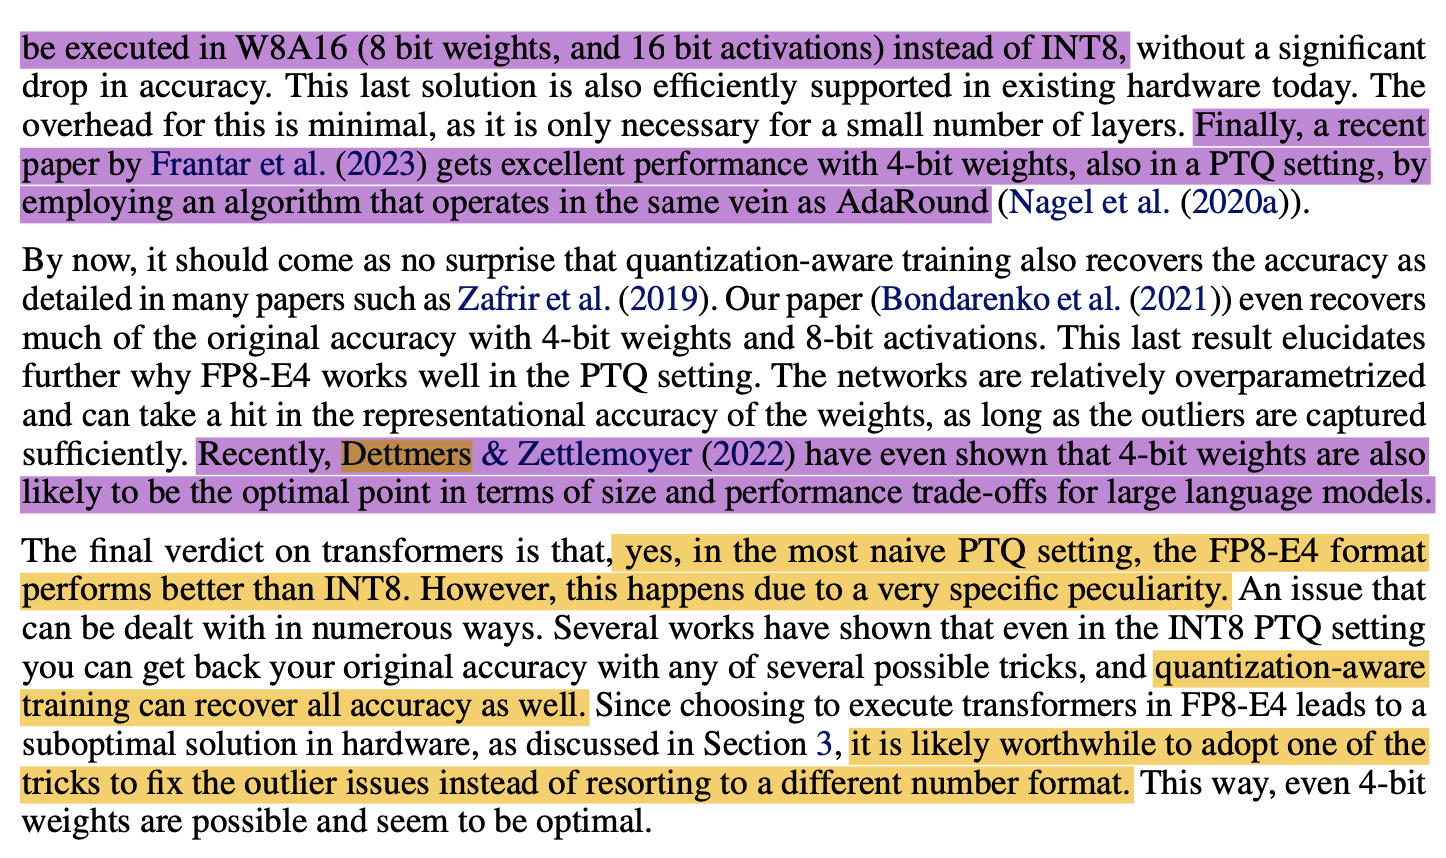 be executed in W8A16 (8 bit weights, and 16 bit activations) instead of INT8, without a significant
drop in accuracy. This last solution is also efficiently supported in existing hardware today. The
overhead for this is minimal, as it is only necessary for a small number of layers. Finally, a recent
paper by Frantar et al. (2023) gets excellent performance with 4-bit weights, also in a PTQ setting, by
employing an algorithm that operates in the same vein as AdaRound (Nagel et al. (2020a)).
By now, it should come as no surprise that quantization-aware training also recovers the accuracy as
detailed in many papers such as Zafrir et al. (2019). Our paper (Bondarenko et al. (2021)) even recovers
much of the original accuracy with 4-bit weights and 8-bit activations. This last result elucidates
further why FP8-E4 works well in the PTQ setting. The networks are relatively overparametrized
and can take a hit in the representational accuracy of the weights, as long as the outliers are captured
sufficiently. Recently, Dettmers & Zettlemoyer (2022) have even shown that 4-bit weights are also
likely to be the optimal point in terms of size and performance trade-offs for large language models.
The final verdict on transformers is that, yes, in the most naive PTQ setting, the FP8-E4 format
performs better than INT8. However, this happens due to a very specific peculiarity. An issue that
can be dealt with in numerous ways. Several works have shown that even in the INT8 PTQ setting
you can get back your original accuracy with any of several possible tricks, and quantization-aware
training can recover all accuracy as well. Since choosing to execute transformers in FP8-E4 leads to a
suboptimal solution in hardware, as discussed in Section 3, it is likely worthwhile to adopt one of the
tricks to fix the outlier issues instead of resorting to a different number format. This way, even 4-bit
weights are possible and seem to be optimal.